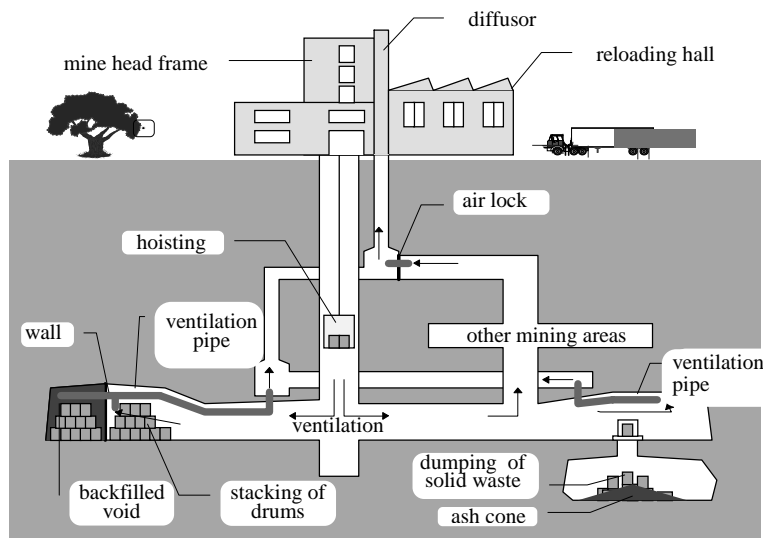 diffusor
mine head frame
reloading hall
air lock
hoisting
wall
ventilation
pipe
other mining areas
ventilation
pipe
ventilation
dumping of
solid waste
backfilled
void
stacking of
drums
ash cone